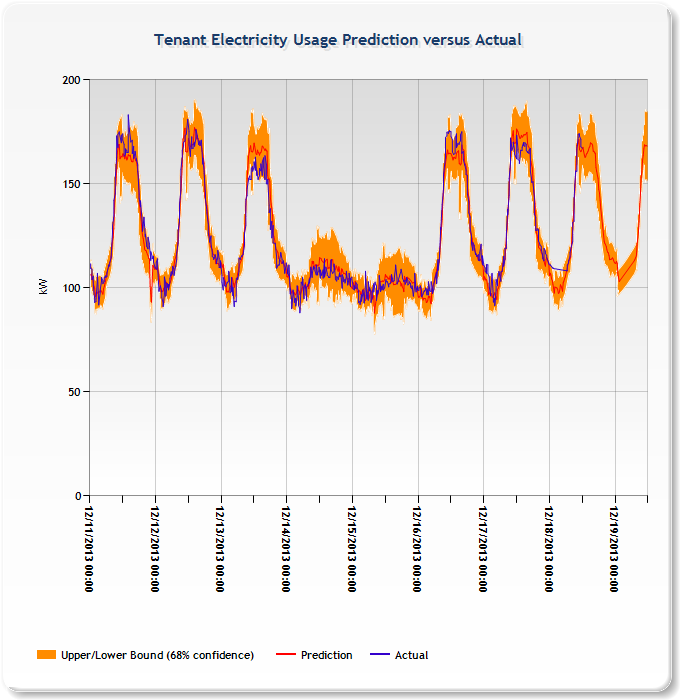 Tenant Electricity Usage Prediction versus Actual
200
150
100
50
0
kW
12/11/2013 00:00
12/12/2013 00:00
12/13/2013 00:00
12/14/2013 00:00
12/15/2013 00:00
12/16/2013 00:00
12/17/2013 00:00
12/18/2013 00:00
12/19/2013 00:00
Upper/Lower Bound (68% confidence)
Prediction
Actual